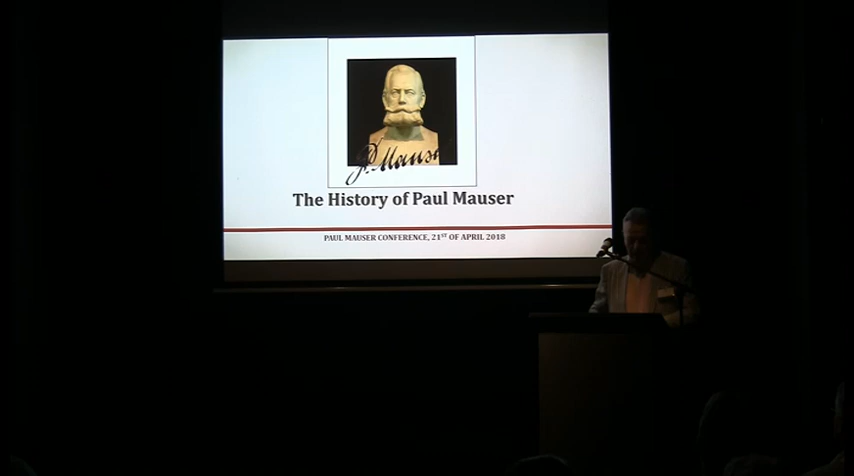 P. Mauser
The History of Paul Mauser
PAUL MAUSER CONFERENCE, 21ST OF APRIL 2018